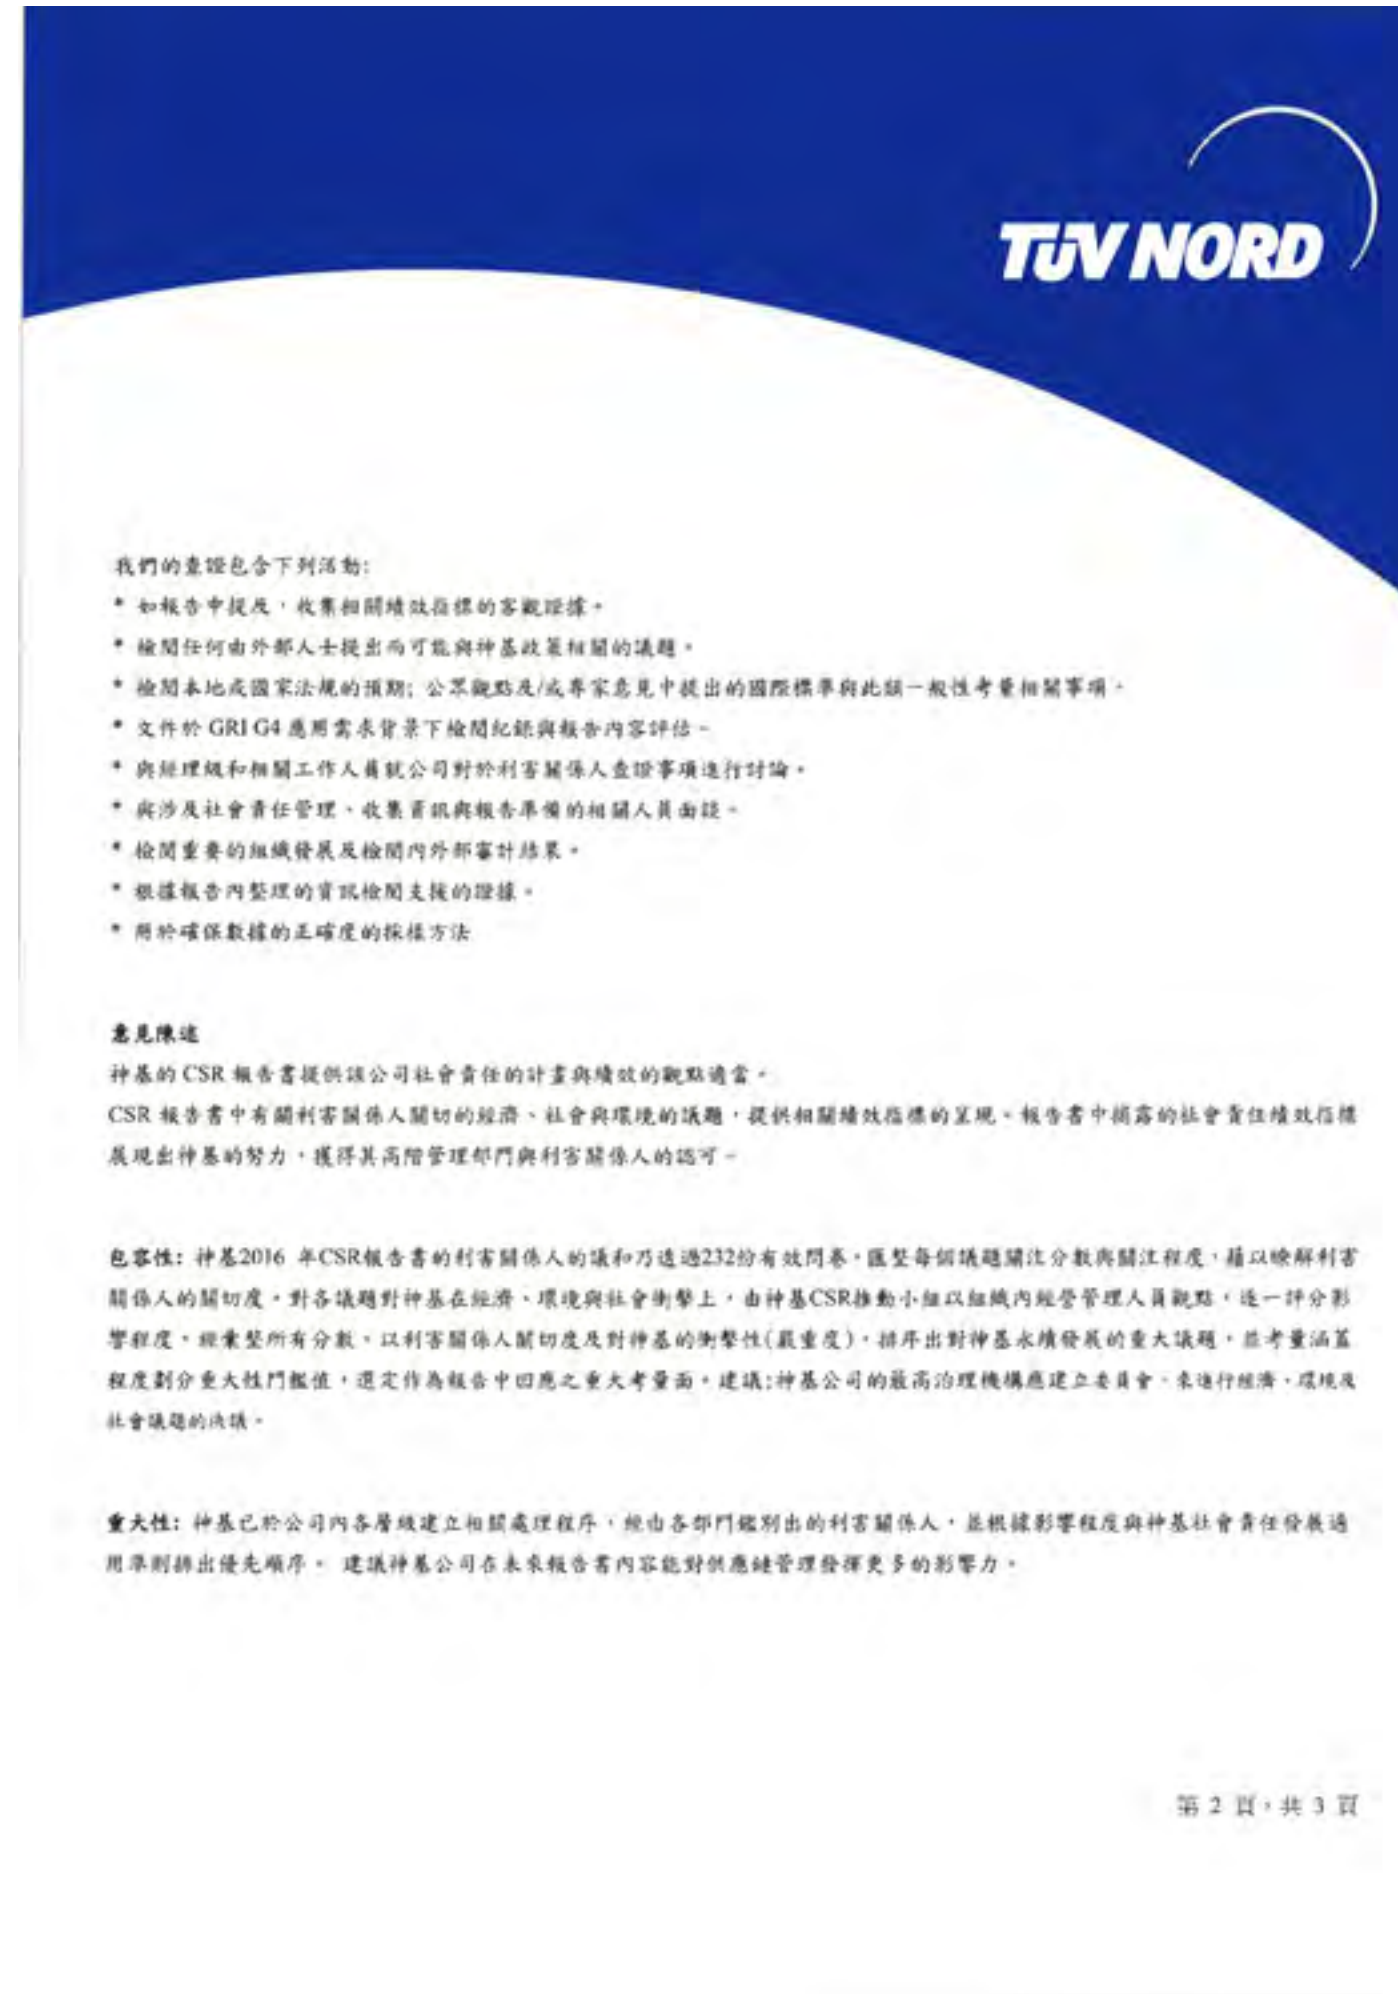 TÜV NORD
我們的查證包含下列活動:
* 如報告中提及，收集相關績效指標的客觀證據。
* 檢閱任何由外部人士提出而可能與神基政策相關的議題。
* 檢閱本地或國家法規的預期; 公眾觀點及/或專家意見中提出的國際標準與此類一般性考量相關事項。
* 文件於 GRI G4 應用需求背景下檢閱紀錄與報告內容評估。
* 與經理級和相關工作人員就公司對於利害關係人查證事項進行討論。
* 與涉及社會責任管理、收集資訊與報告準備的相關人員面談。
* 檢閱重要的組織發展及檢閱內外部審計結果。
* 根據報告內整理的資訊檢閱支援的證據。
* 用於確保數據的正確度的採樣方法
意見陳述
神基的 CSR 報告書提供該公司社會責任的計畫與績效的觀點適當。
CSR 報告書中有關利害關係人關切的經濟、社會與環境的議題，提供相關績效指標的呈現。報告書中揭露的社會責任績效指標
展現出神基的努力，獲得其高階管理部門與利害關係人的認可。
包容性: 神基2016 年CSR報告書的利害關係人的議和乃透過232份有效問卷，匯整每個議題關注分數與關注程度，藉以瞭解利害
關係人的關切度。對各議題對神基在經濟、環境與社會衝擊上，由神基CSR推動小組以組織內經營管理人員觀點，逐一評分影
響程度。經彙整所有分數、以利害關係人關切度及對神基的衝擊性(嚴重度)，排序出對神基永續發展的重大議題，並考量涵蓋
程度劃分重大性門檻值，選定作為報告中回應之重大考量面。建議:神基公司的最高治理機構應建立委員會、來進行經濟、環境及
社會議題的決議。
重大性: 神基已於公司內各層級建立相關處理程序，經由各部門鑑別出的利害關係人，並根據影響程度與神基社會責任發展適
用準則排出優先順序。 建議神基公司在未來報告書內容能對供應鏈管理發揮更多的影響力。
第 2 頁，共 3 頁